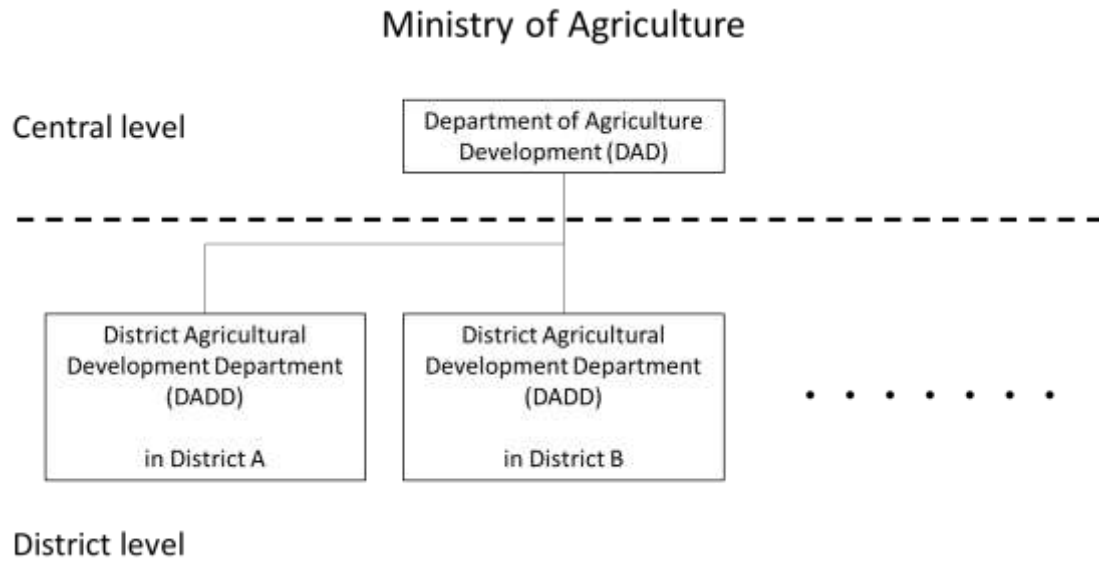 Ministry of Agriculture
Central level
Department of Agriculture
Development (DAD)
District Agricultural
Development Department
(DADD)
in District A
District Agricultural
Development Department
(DADD)
in District B
. . . . . . .
District level